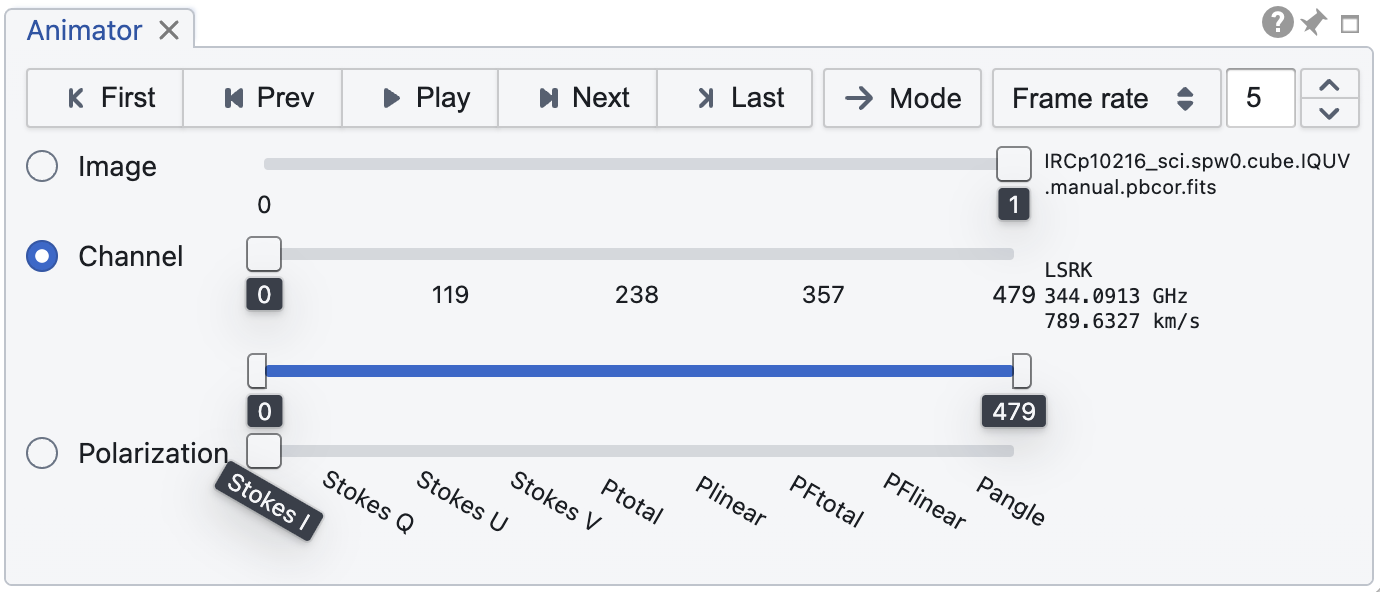 Animator
First Prev Play Next Last Mode Frame rate 5
Image
IRCp10216_sci.spw0.cube.IQUV
.manual.pbcor.fits
0 1
Channel
0 119 238 357 479
LSRK
344.0913 GHz
789.6327 km/s
0 479
Polarization
Stokes I Stokes Q Stokes U Stokes V Ptotal Plinear PFtotal PFlinear Pangle